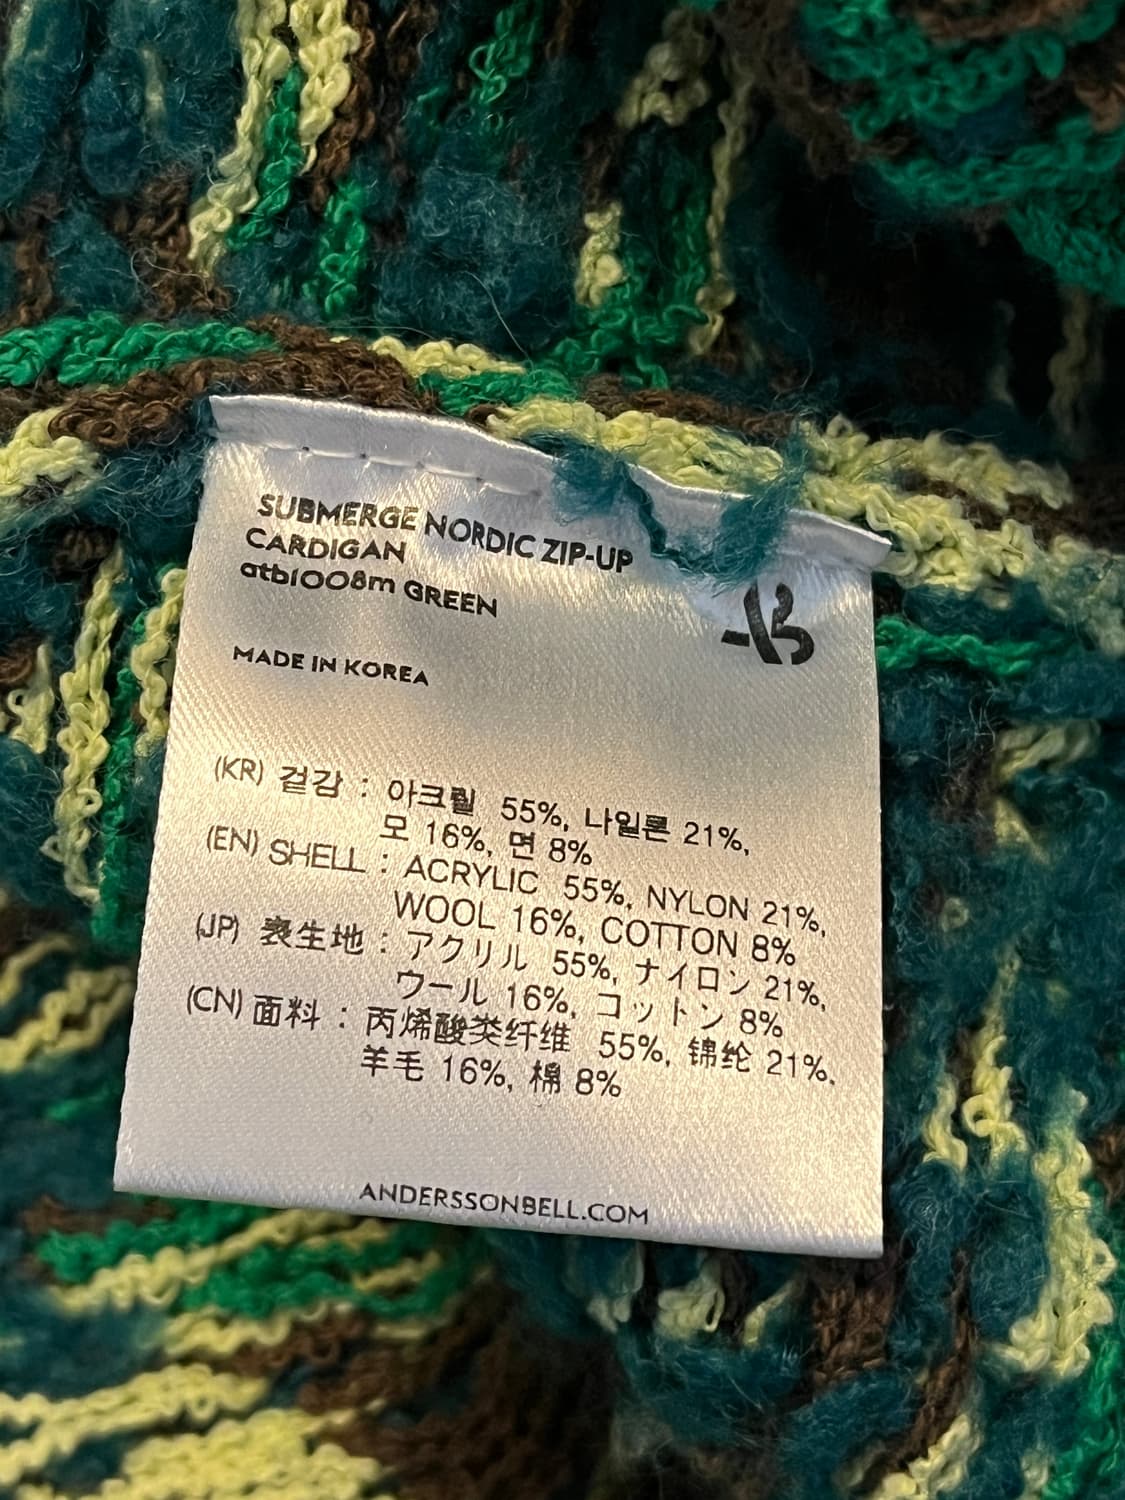 SUBMERGE NORDIC ZIP-UP
CARDIGAN
atb1008m GREEN
MADE IN KOREA
(KR) 겉감 : 아크릴 55%, 나일론 21%,
모 16%, 면 8%
(EN) SHELL : ACRYLIC 55%, NYLON 21%,
WOOL 16%, COTTON 8%
(JP) 表生地 : アクリル 55%, ナイロン 21%,
ウール 16%, コットン 8%
(CN) 面料 : 丙烯酸类纤维 55%, 锦纶 21%,
羊毛 16%, 棉 8%
ANDERSSONBELL.COM